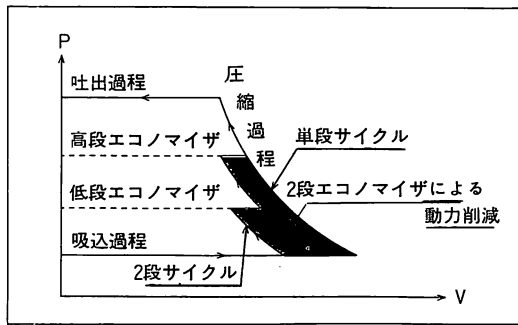 P
吐出過程
圧縮過程
高段エコノマイザ
単段サイクル
低段エコノマイザ
2段エコノマイザによる
動力削減
吸込過程
2段サイクル
V